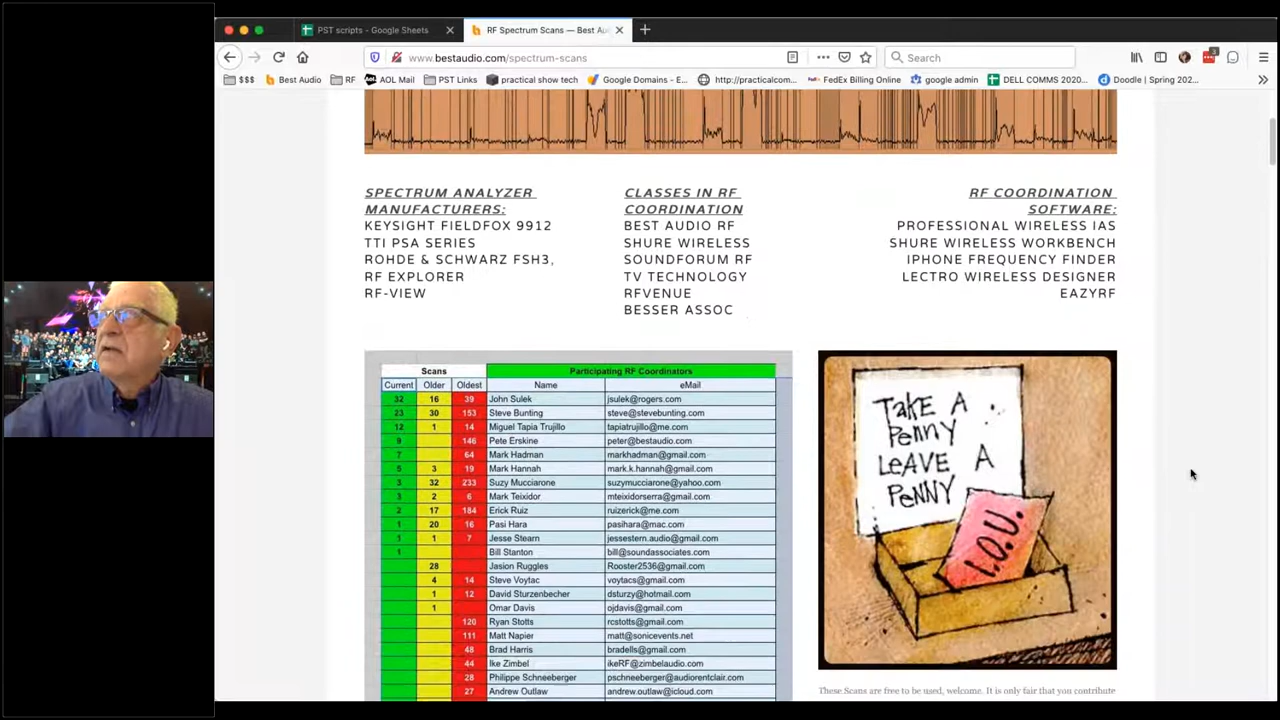 PST scripts - Google Sheets
RF Spectrum Scans — Best Au
www.bestaudio.com/spectrum-scans
Search
3
$$$
Best Audio
RF
AOL Mail
PST Links
practical show tech
Google Domains - E...
http://practicalcom...
FedEx Billing Online
google admin
DELL COMMS 2020...
Doodle | Spring 202...
SPECTRUM ANALYZER
MANUFACTURERS:
KEYSIGHT FIELDFOX 9912
TTI PSA SERIES
ROHDE & SCHWARZ FSH3,
RF EXPLORER
RF-VIEW
CLASSES IN RF
COORDINATION
BEST AUDIO RF
SHURE WIRELESS
SOUNDFORUM RF
TV TECHNOLOGY
RFVENUE
BESSER ASSOC
RF COORDINATION
SOFTWARE:
PROFESSIONAL WIRELESS IAS
SHURE WIRELESS WORKBENCH
IPHONE FREQUENCY FINDER
LECTRO WIRELESS DESIGNER
EAZYRF
Scans Participating RF Coordinators
Current Older Oldest Name eMail
32 16 39 John Sulek jsulek@rogers.com
23 30 153 Steve Bunting steve@stevebunting.com
12 1 14 Miguel Tapia Trujillo tapiatrujillo@me.com
9 146 Pete Erskine peter@bestaudio.com
7 64 Mark Hadman markhadman@gmail.com
5 3 19 Mark Hannah mark.k.hannah@gmail.com
3 32 233 Suzy Mucciarone suzymucciarone@yahoo.com
3 2 6 Mark Teixidor mteixidorserra@gmail.com
2 17 184 Erick Ruiz ruizerick@me.com
1 20 16 Pasi Hara pasihara@mac.com
1 1 7 Jesse Stearn jessestern.audio@gmail.com
1 Bill Stanton bill@soundassociates.com
28 Jasion Ruggles Rooster2536@gmail.com
4 14 Steve Voytac voytacs@gmail.com
1 12 David Sturzenbecher dsturzy@hotmail.com
1 Omar Davis ojdavis@gmail.com
120 Ryan Stotts rcstotts@gmail.com
111 Matt Napier matt@sonicevents.net
48 Brad Harris bradells@gmail.com
44 Ike Zimbel ikeRF@zimbelaudio.com
28 Philippe Schneeberger pschneeberger@audiorentclair.com
27 Andrew Outlaw andrew.outlaw@icloud.com
TAKE A
PENNY
LEAVE A
PENNY
I.O.U.
These Scans are free to be used, welcome. It is only fair that you contribute